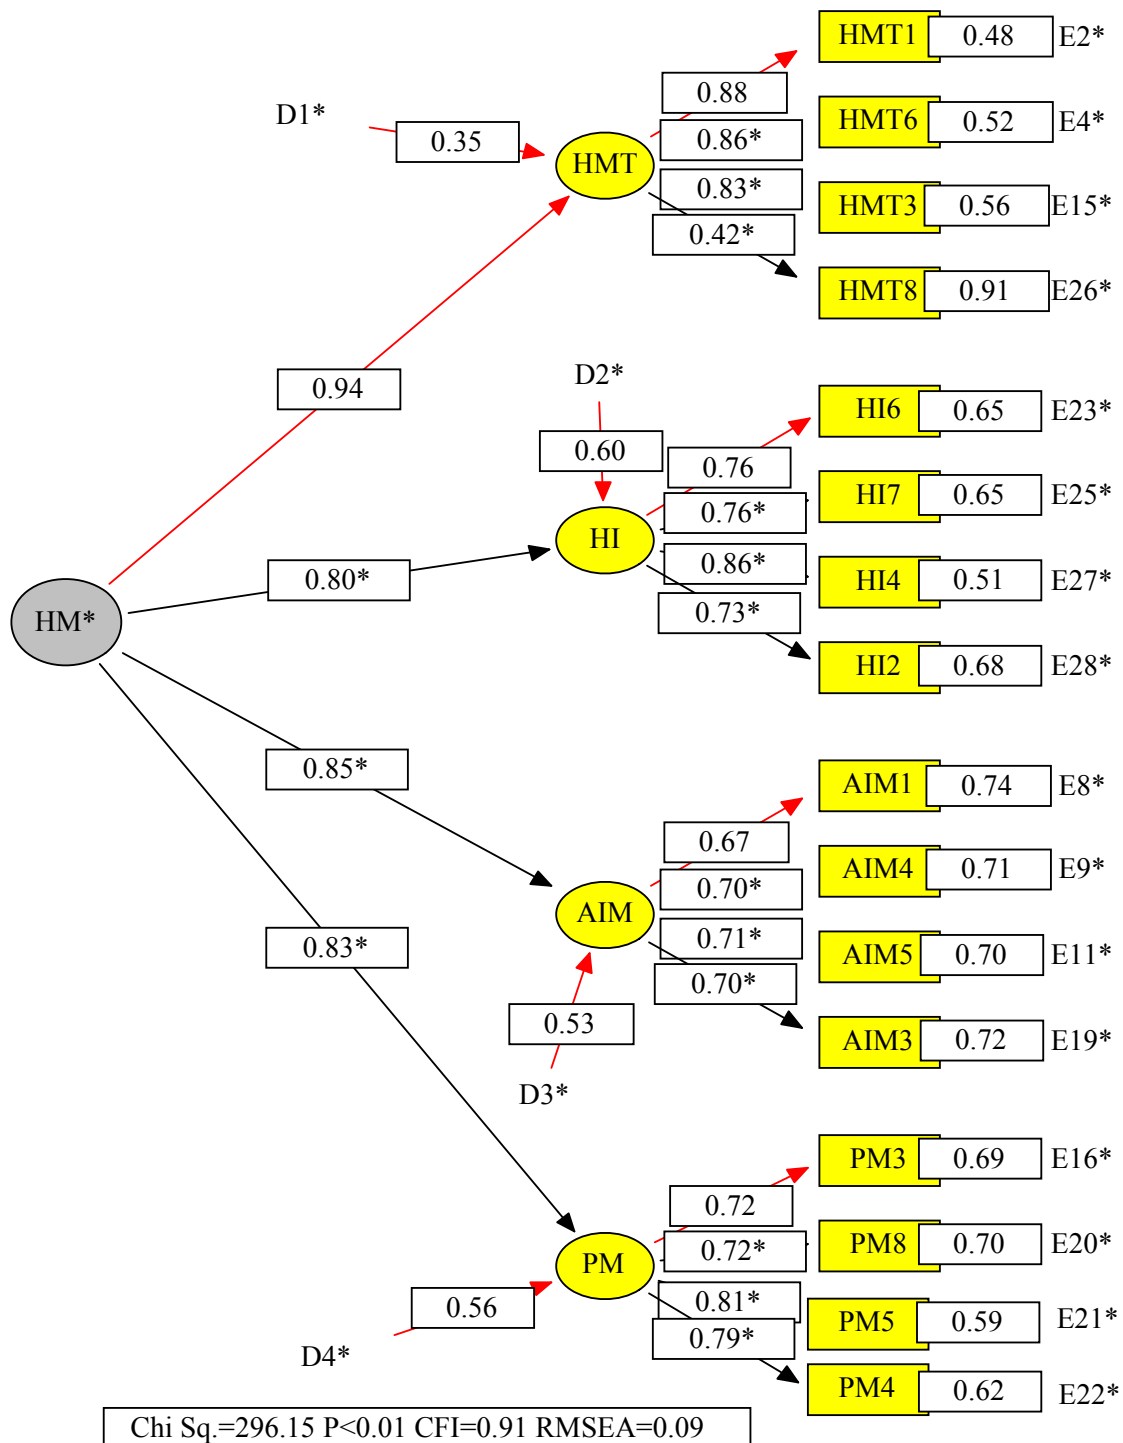 HMT1 0.48 E2*
0.88
D1*
HMT6 0.52 E4*
0.35
0.86*
HMT
0.83*
HMT3 0.56 E15*
0.42*
HMT8 0.91 E26*
0.94
D2*
HI6 0.65 E23*
0.60
0.76
HI7 0.65 E25*
0.76*
HI
0.86*
HI4 0.51 E27*
0.80*
0.73*
HM*
HI2 0.68 E28*
0.85*
AIM1 0.74 E8*
0.67
AIM4 0.71 E9*
0.70*
AIM
0.71*
0.83*
AIM5 0.70 E11*
0.70*
0.53
AIM3 0.72 E19*
D3*
PM3 0.69 E16*
0.72
PM8 0.70 E20*
0.72*
PM
0.81*
0.56
PM5 0.59 E21*
0.79*
D4*
PM4 0.62 E22*
Chi Sq.=296.15 P<0.01 CFI=0.91 RMSEA=0.09